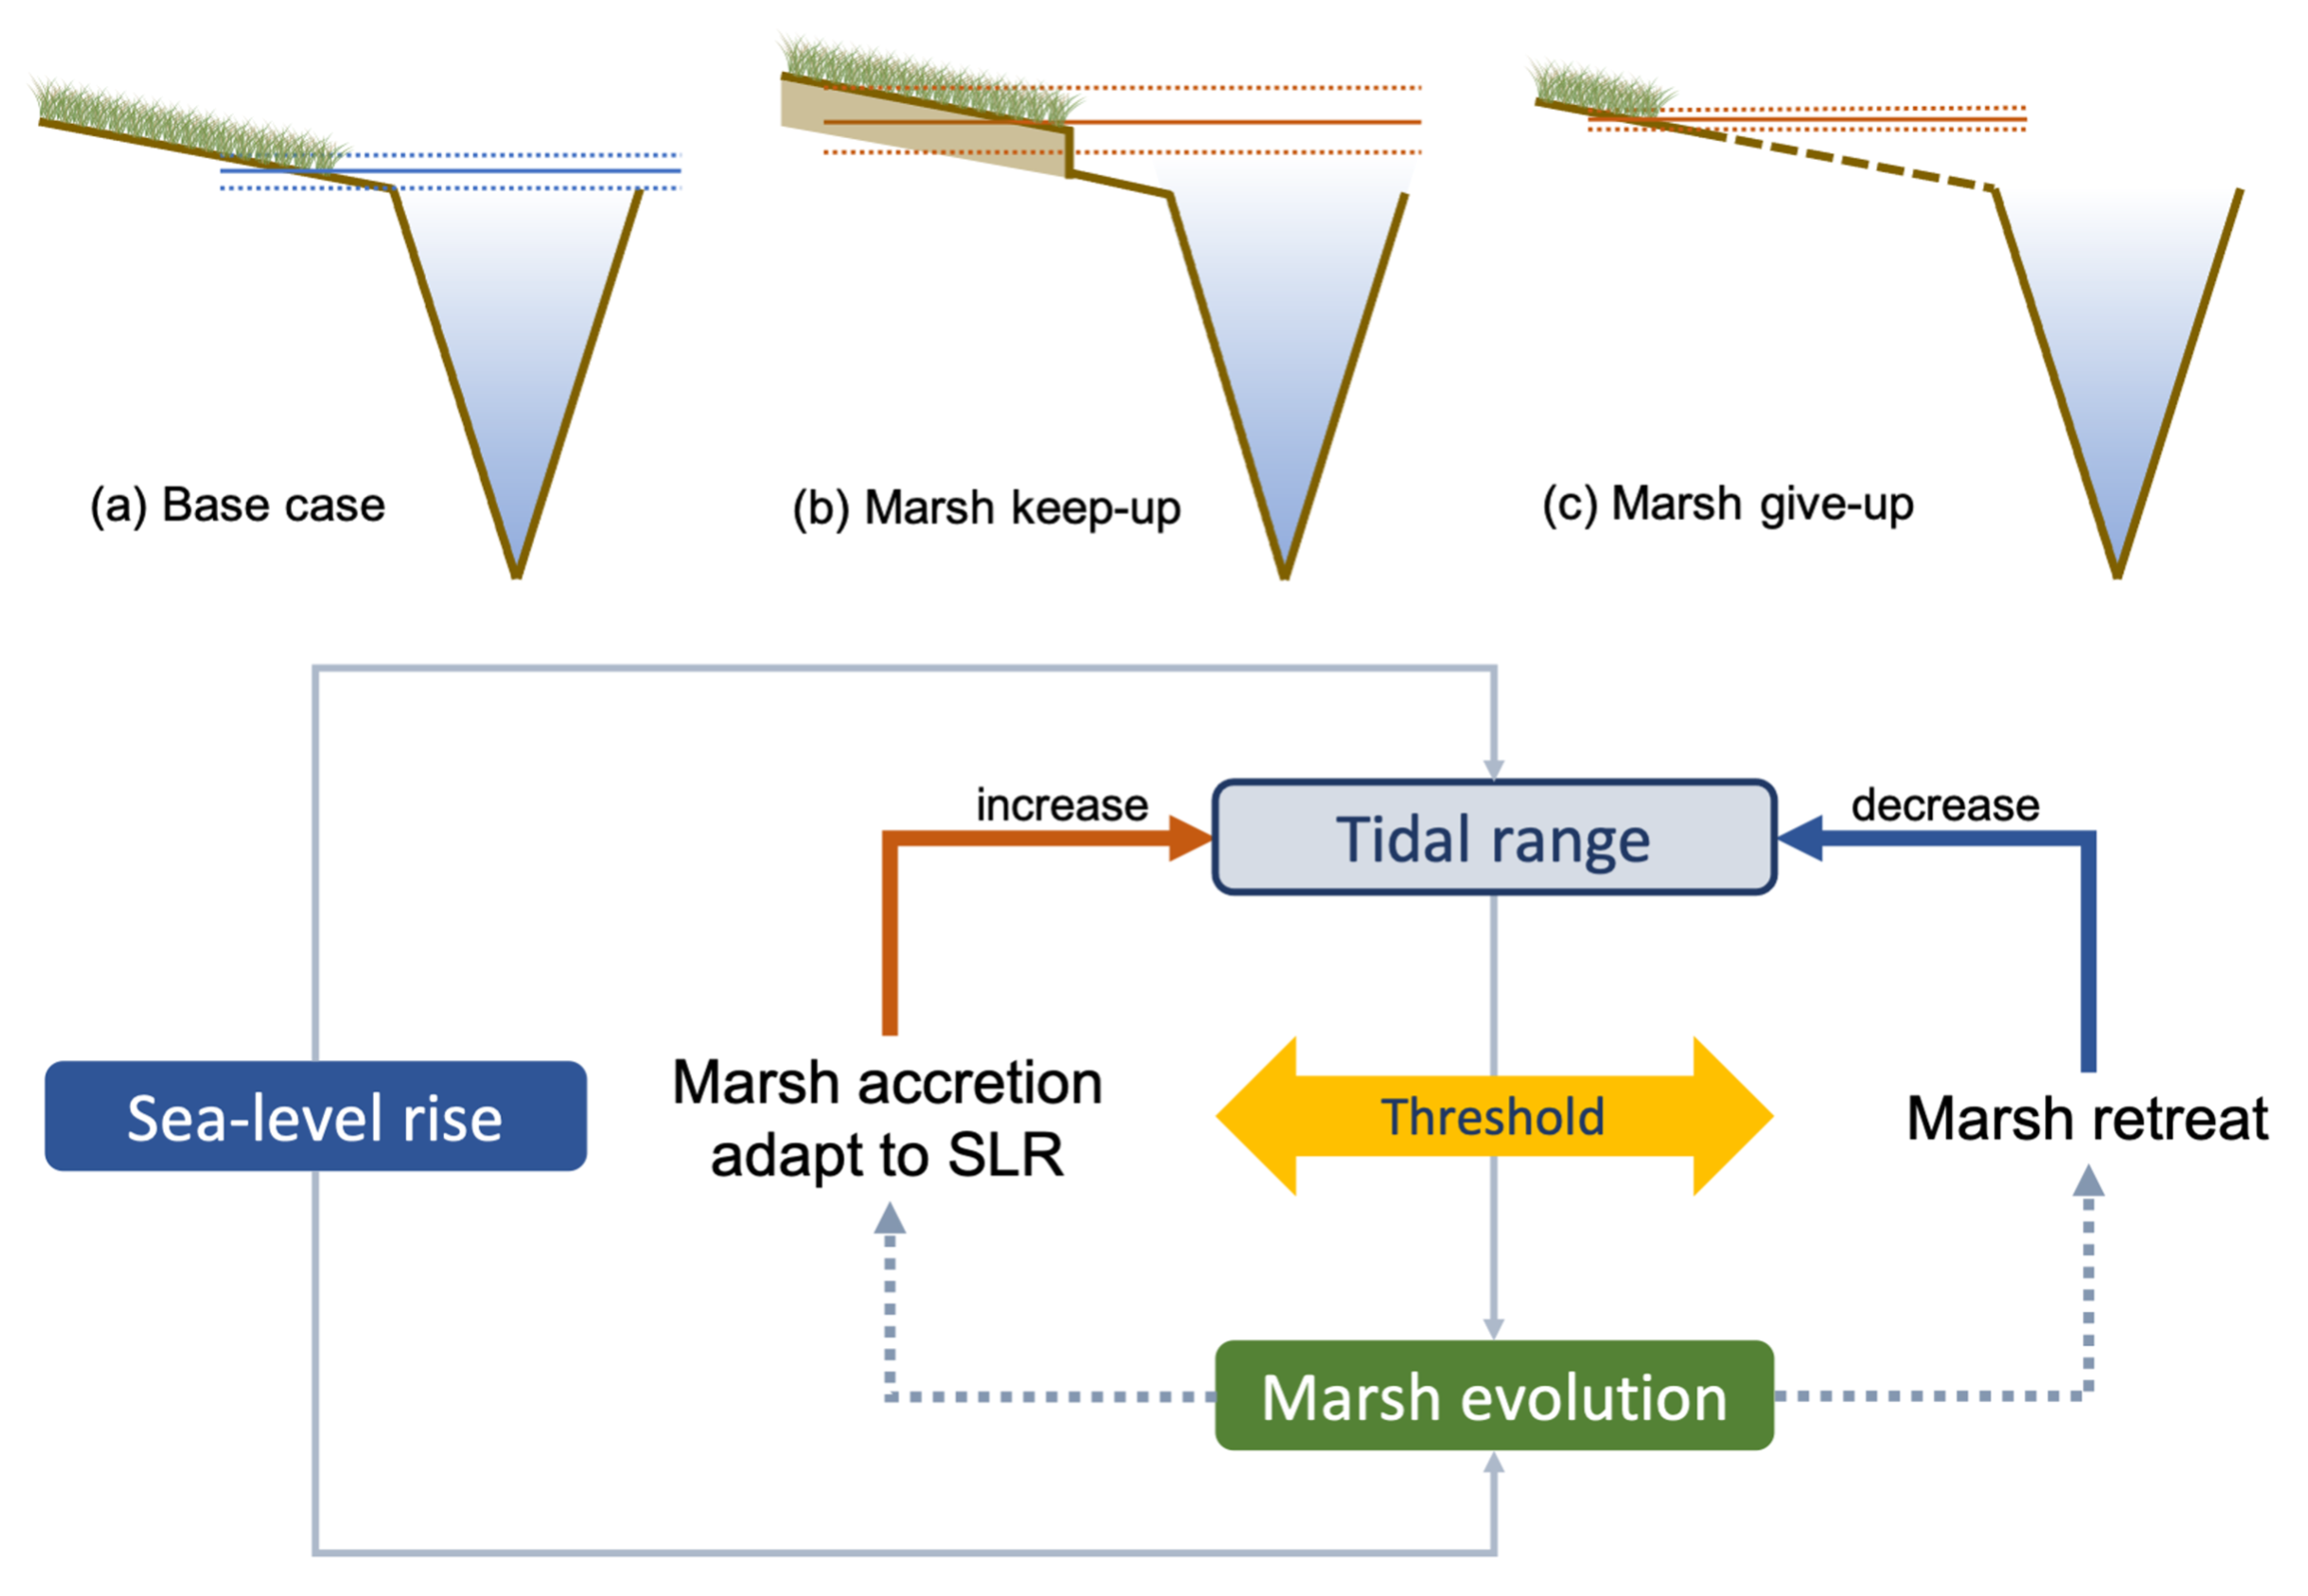 (a) Base case
(b) Marsh keep-up
(c) Marsh give-up
increase
Tidal range
decrease
Sea-level rise
Marsh accretion
adapt to SLR
Threshold
Marsh retreat
Marsh evolution